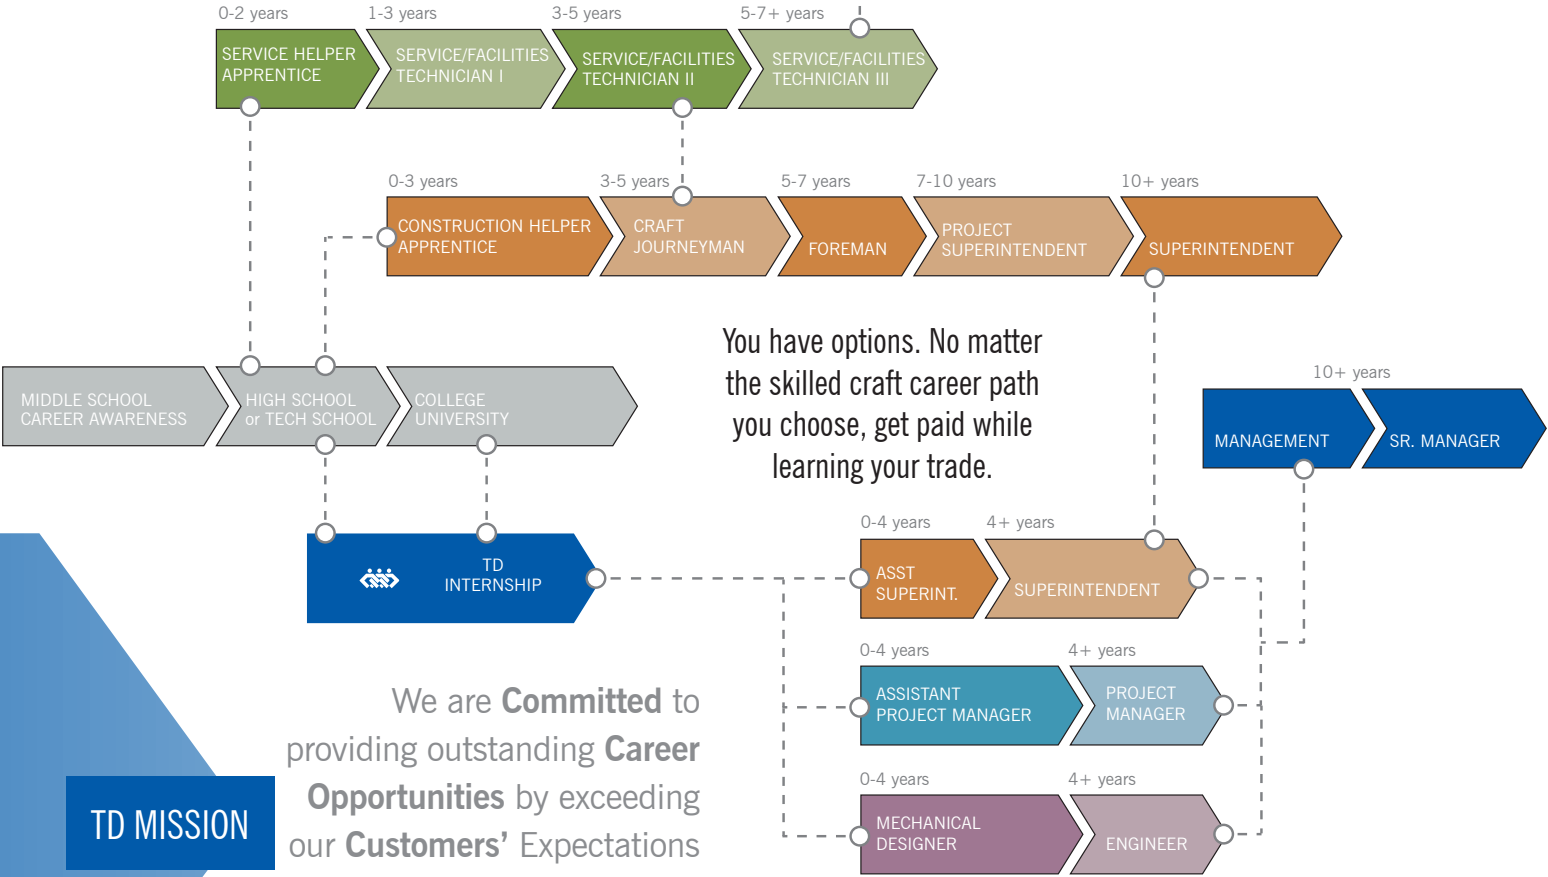 0-2 years
1-3 years
3-5 years
5-7+ years
SERVICE HELPER
APPRENTICE
SERVICE/FACILITIES
TECHNICIAN I
SERVICE/FACILITIES
TECHNICIAN II
SERVICE/FACILITIES
TECHNICIAN III
0-3 years
3-5 years
5-7 years
7-10 years
10+ years
CONSTRUCTION HELPER
APPRENTICE
CRAFT
JOURNEYMAN
FOREMAN
PROJECT
SUPERINTENDENT
SUPERINTENDENT
You have options. No matter
the skilled craft career path
you choose, get paid while
learning your trade.
MIDDLE SCHOOL
CAREER AWARENESS
HIGH SCHOOL
or TECH SCHOOL
COLLEGE
UNIVERSITY
10+ years
MANAGEMENT
SR. MANAGER
TD
INTERNSHIP
0-4 years
4+ years
ASST
SUPERINT.
SUPERINTENDENT
0-4 years
4+ years
ASSISTANT
PROJECT MANAGER
PROJECT
MANAGER
0-4 years
4+ years
MECHANICAL
DESIGNER
ENGINEER
TD MISSION
We are Committed to
providing outstanding Career
Opportunities by exceeding
our Customers’ Expectations